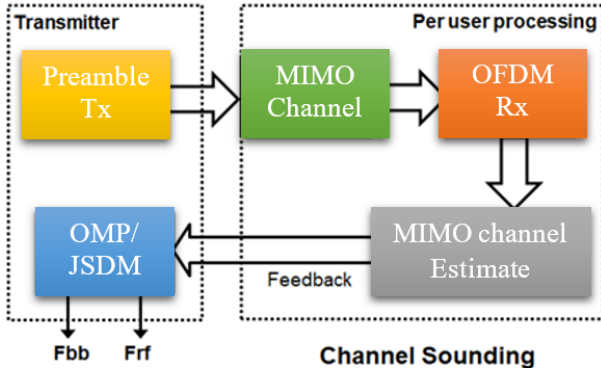 Transmitter
Per user processing
Preamble
Tx
MIMO
Channel
OFDM
Rx
OMP/
JSDM
MIMO channel
Estimate
Feedback
Fbb
Frf
Channel Sounding